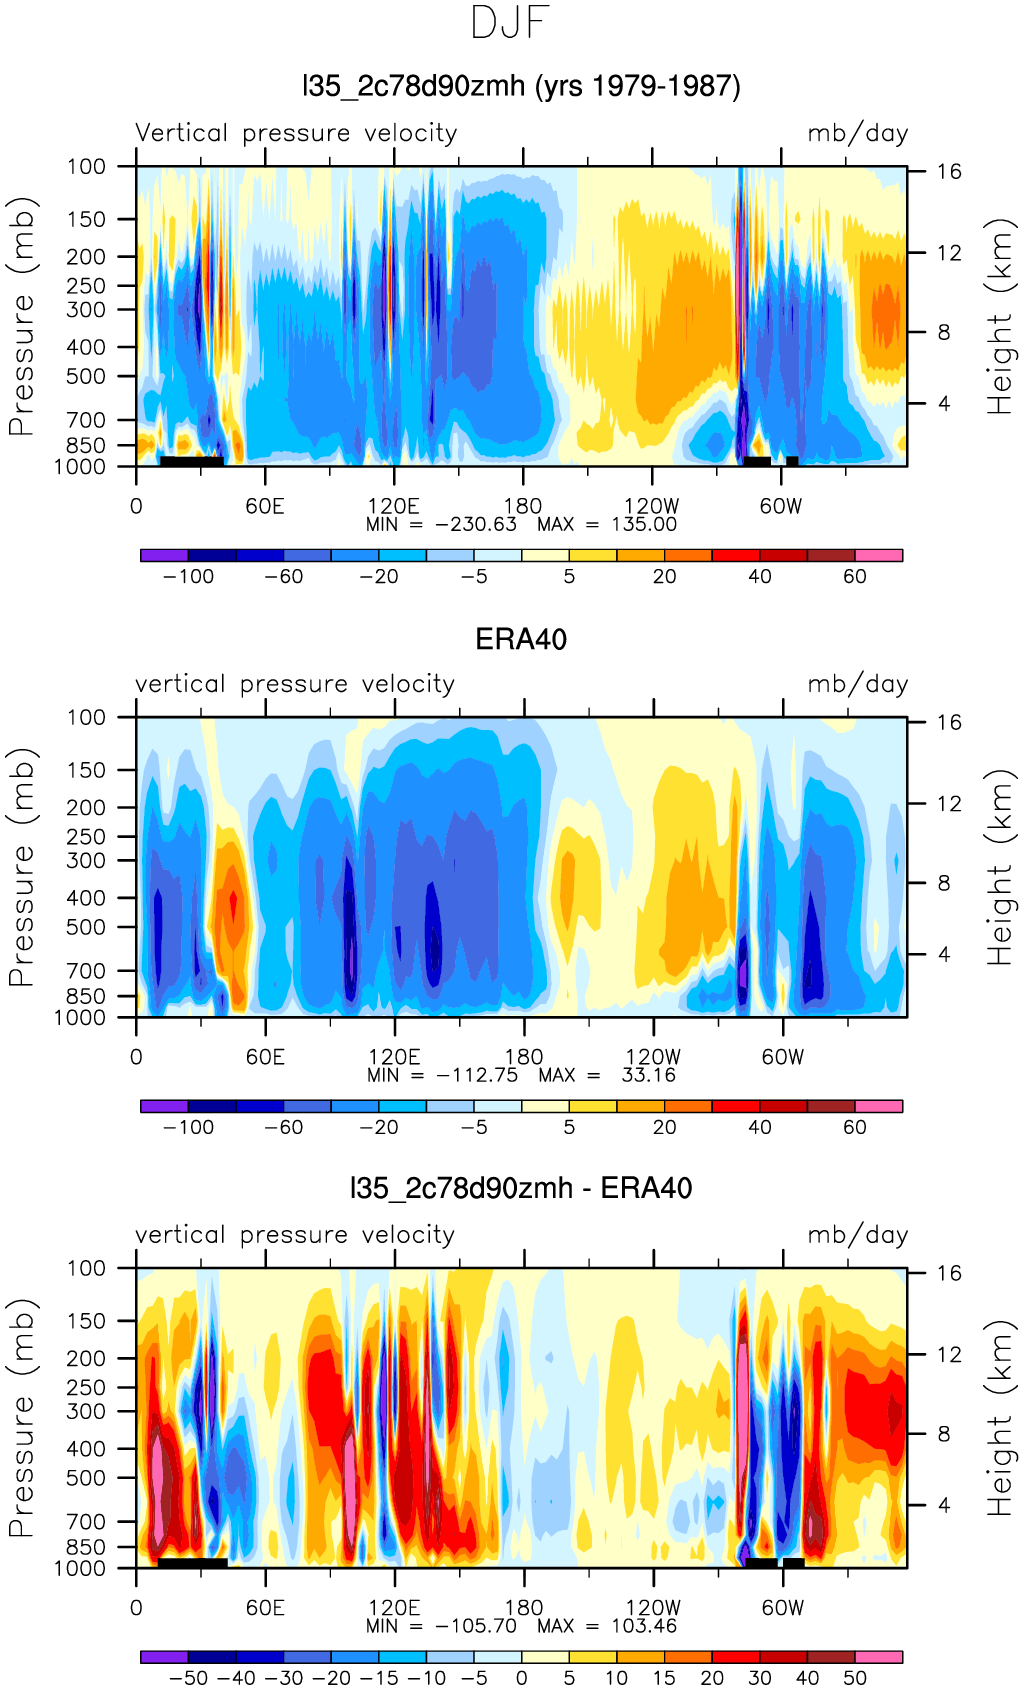 DJF
l35_2c78d90zmh (yrs 1979-1987)
Vertical pressure velocity mb/day
Pressure (mb)
100
150
200
250
300
400
500
700
850
1000
16
12
8
4
Height (km)
0 60E 120E 180 120W 60W
MIN = −230.63 MAX = 135.00
−100 −60 −20 −5 5 20 40 60
ERA40
vertical pressure velocity mb/day
Pressure (mb)
100
150
200
250
300
400
500
700
850
1000
16
12
8
4
Height (km)
0 60E 120E 180 120W 60W
MIN = −112.75 MAX = 33.16
−100 −60 −20 −5 5 20 40 60
l35_2c78d90zmh - ERA40
vertical pressure velocity mb/day
Pressure (mb)
100
150
200
250
300
400
500
700
850
1000
16
12
8
4
Height (km)
0 60E 120E 180 120W 60W
MIN = −105.70 MAX = 103.46
−50 −40 −30 −20 −15 −10 −5 0 5 10 15 20 30 40 50